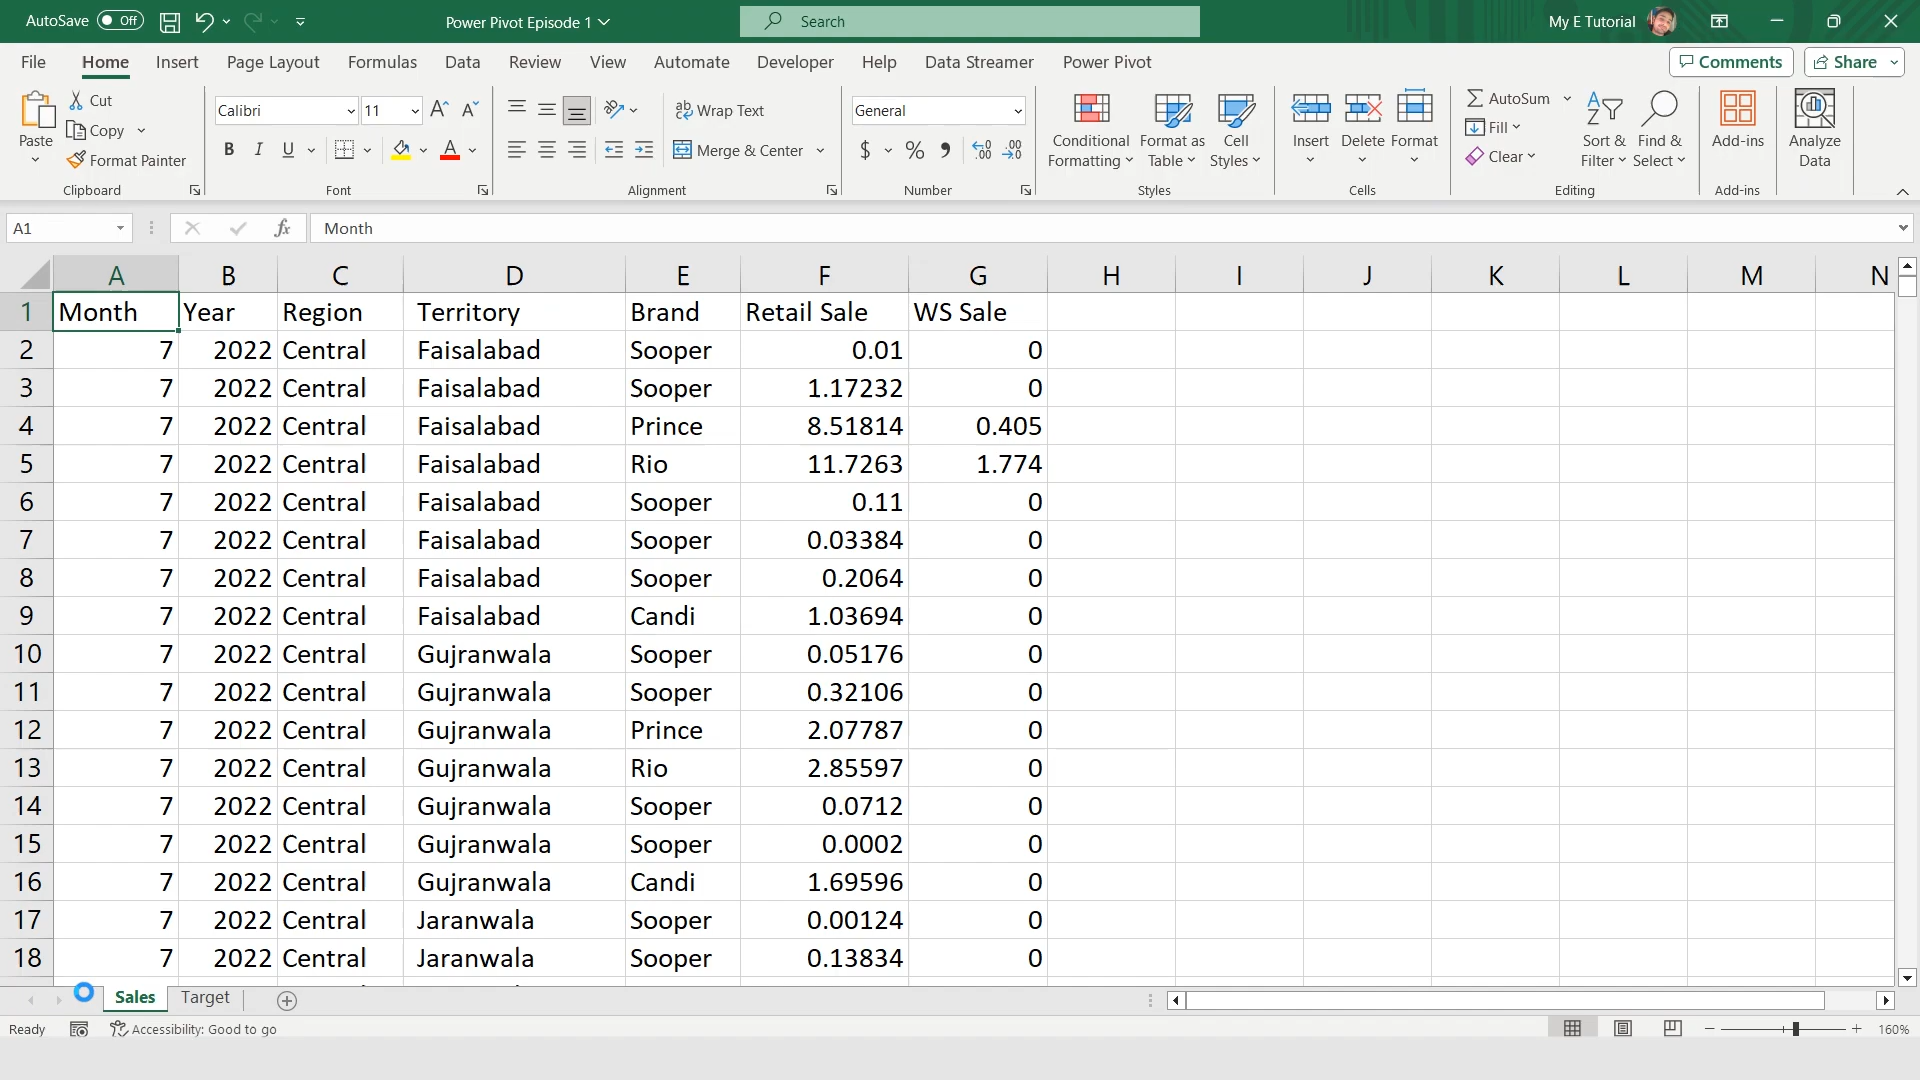 AutoSave Off Power Pivot Episode 1 Search My E Tutorial
File Home Insert Page Layout Formulas Data Review View Automate Developer Help Data Streamer Power Pivot Comments Share
Paste Cut Copy Format Painter Clipboard
Calibri 11 B I U A A A Font
ab Wrap Text Merge & Center Alignment
General $ % 9 .00 .00 Number
Conditional Formatting Format as Table Cell Styles Styles
Insert Delete Format Cells
AutoSum Fill Clear Sort & Filter Find & Select Editing
Add-ins Add-ins
Analyze Data
A1 fx Month
A B C D E F G H I J K L M N
1 Month Year Region Territory Brand Retail Sale WS Sale
2 7 2022 Central Faisalabad Sooper 0.01 0
3 7 2022 Central Faisalabad Sooper 1.17232 0
4 7 2022 Central Faisalabad Prince 8.51814 0.405
5 7 2022 Central Faisalabad Rio 11.7263 1.774
6 7 2022 Central Faisalabad Sooper 0.11 0
7 7 2022 Central Faisalabad Sooper 0.03384 0
8 7 2022 Central Faisalabad Sooper 0.2064 0
9 7 2022 Central Faisalabad Candi 1.03694 0
10 7 2022 Central Gujranwala Sooper 0.05176 0
11 7 2022 Central Gujranwala Sooper 0.32106 0
12 7 2022 Central Gujranwala Prince 2.07787 0
13 7 2022 Central Gujranwala Rio 2.85597 0
14 7 2022 Central Gujranwala Sooper 0.0712 0
15 7 2022 Central Gujranwala Sooper 0.0002 0
16 7 2022 Central Gujranwala Candi 1.69596 0
17 7 2022 Central Jaranwala Sooper 0.00124 0
18 7 2022 Central Jaranwala Sooper 0.13834 0
Sales Target
Ready Accessibility: Good to go 160%